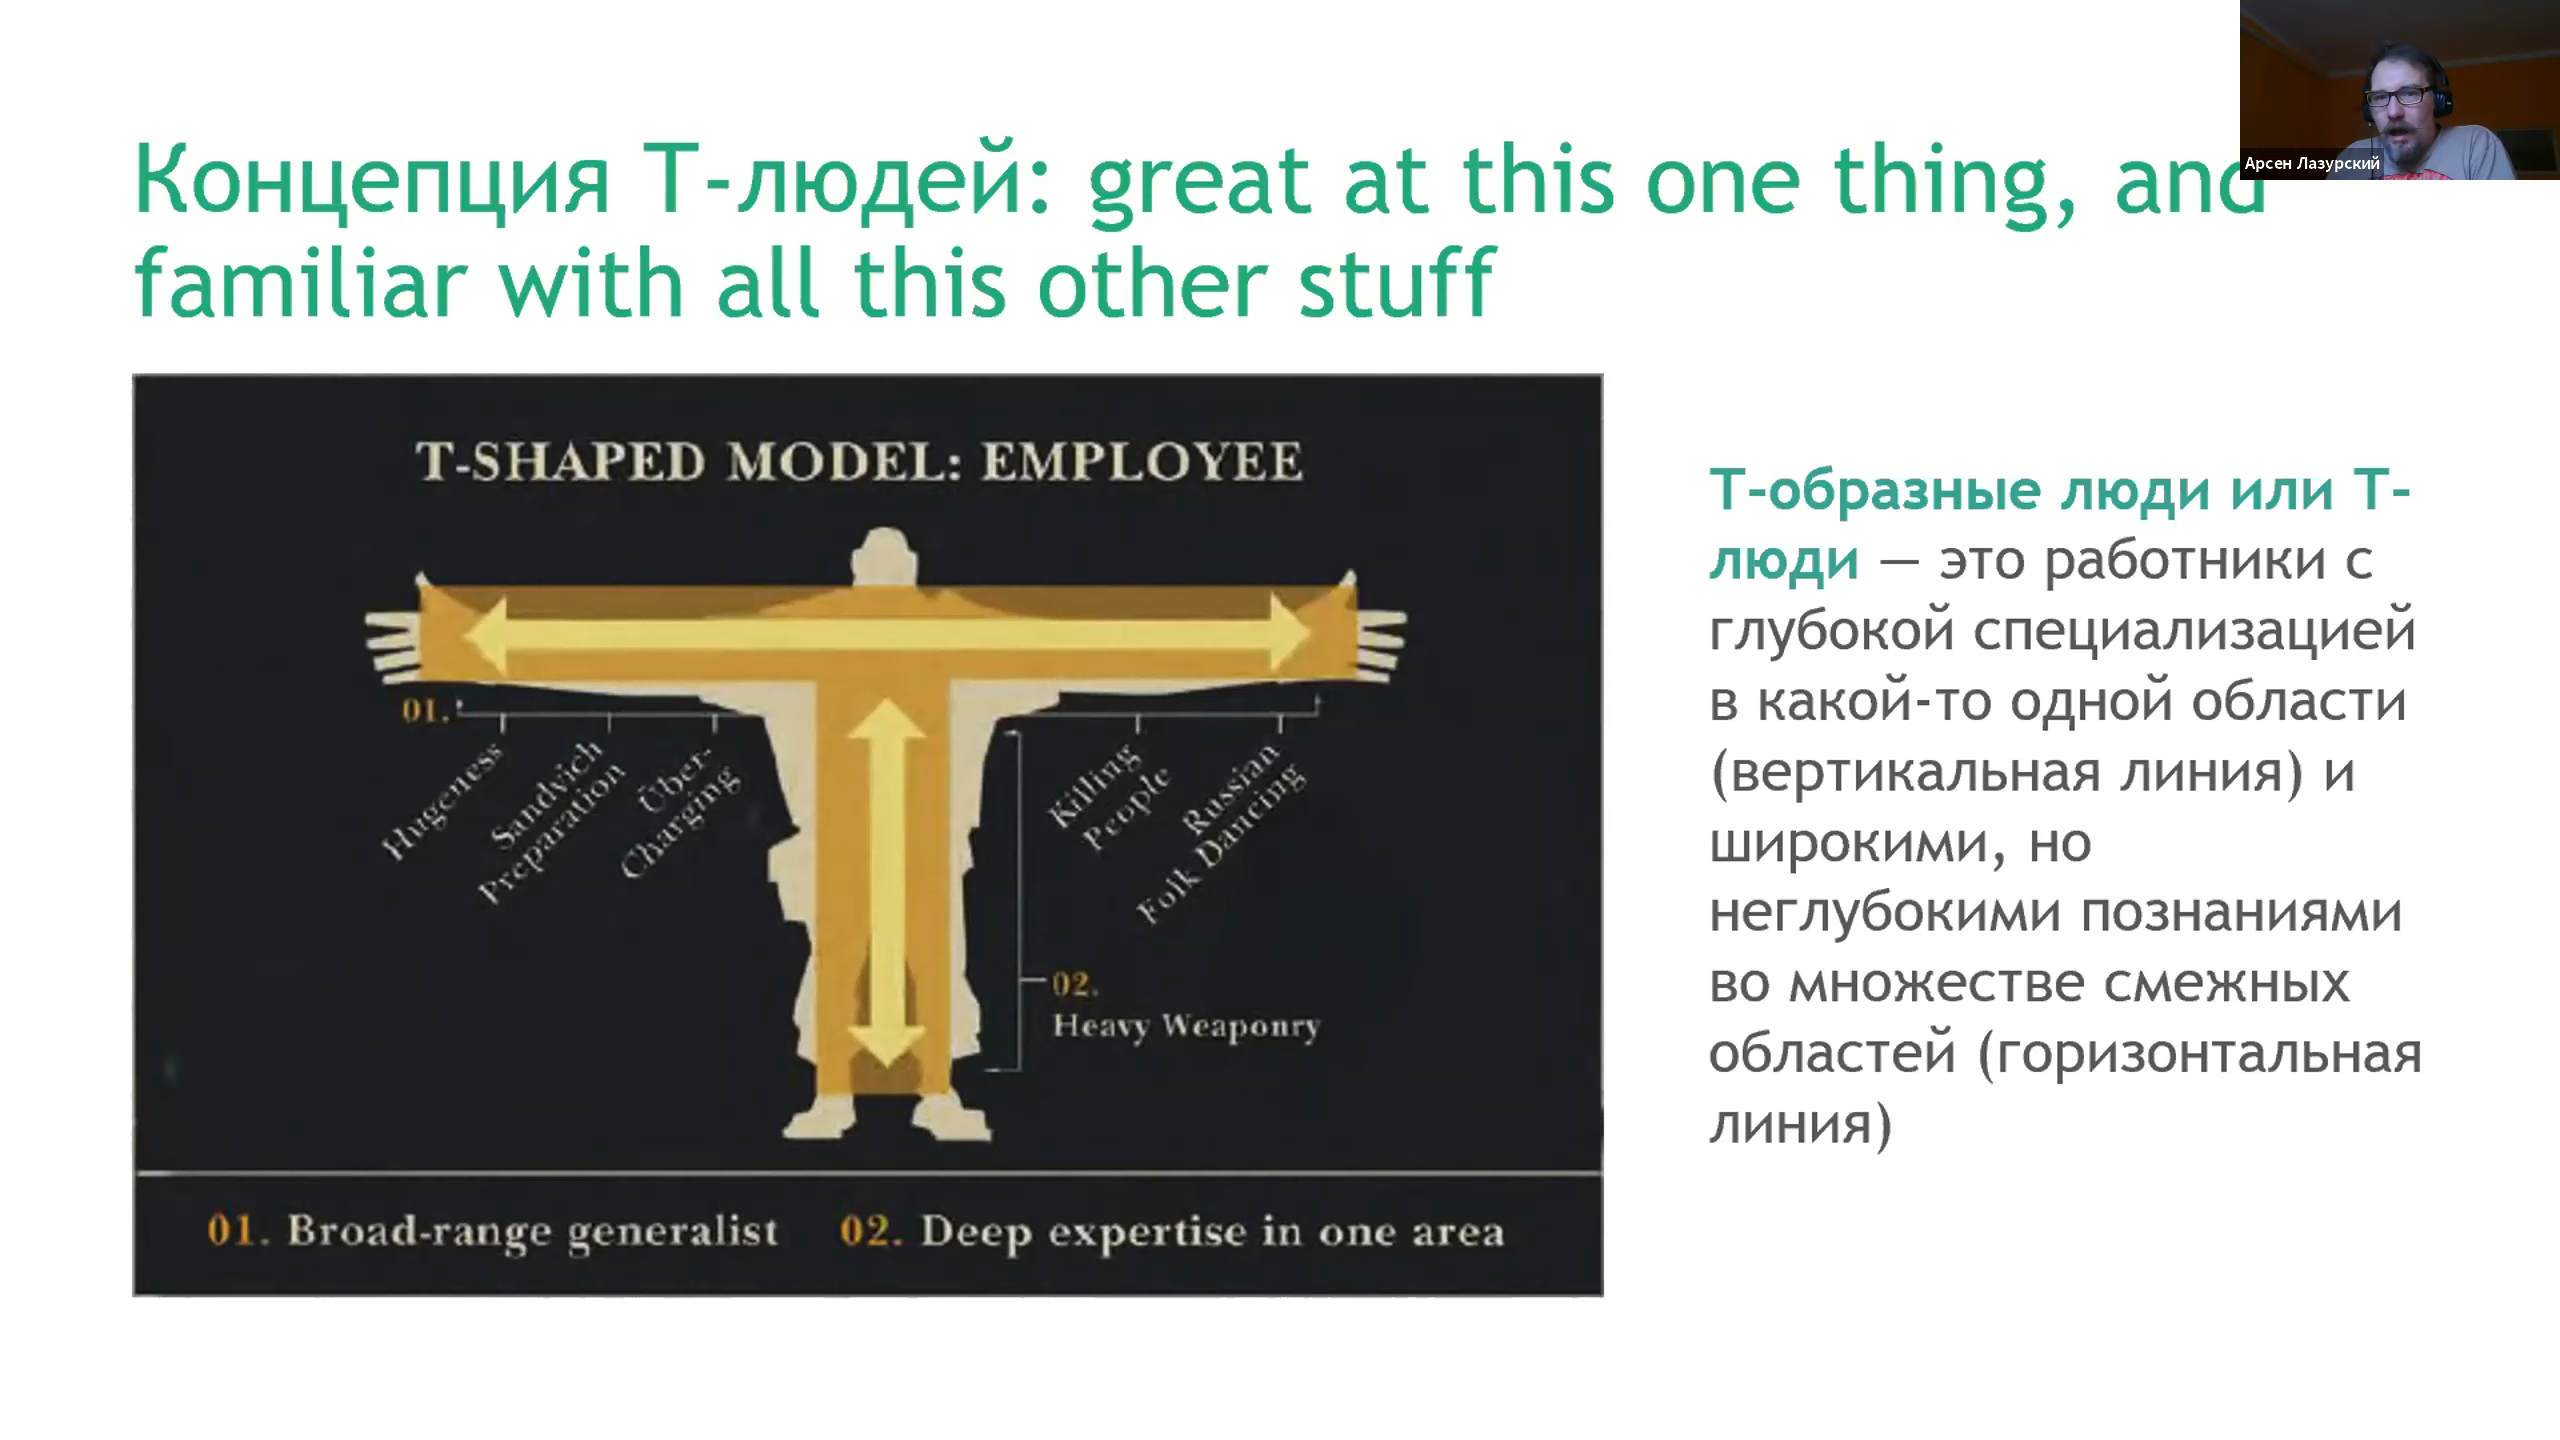 Арсен Лазурский
Концепция Т-людей: great at this one thing, and
familiar with all this other stuff
T-SHAPED MODEL: EMPLOYEE
01.
Hugeness
Sandvich
Preparation
Über-
Charging
Killing
People
Russian
Folk Dancing
02.
Heavy Weaponry
01. Broad-range generalist
02. Deep expertise in one area
Т-образные люди или Т-
люди — это работники с
глубокой специализацией
в какой-то одной области
(вертикальная линия) и
широкими, но
неглубокими познаниями
во множестве смежных
областей (горизонтальная
линия)